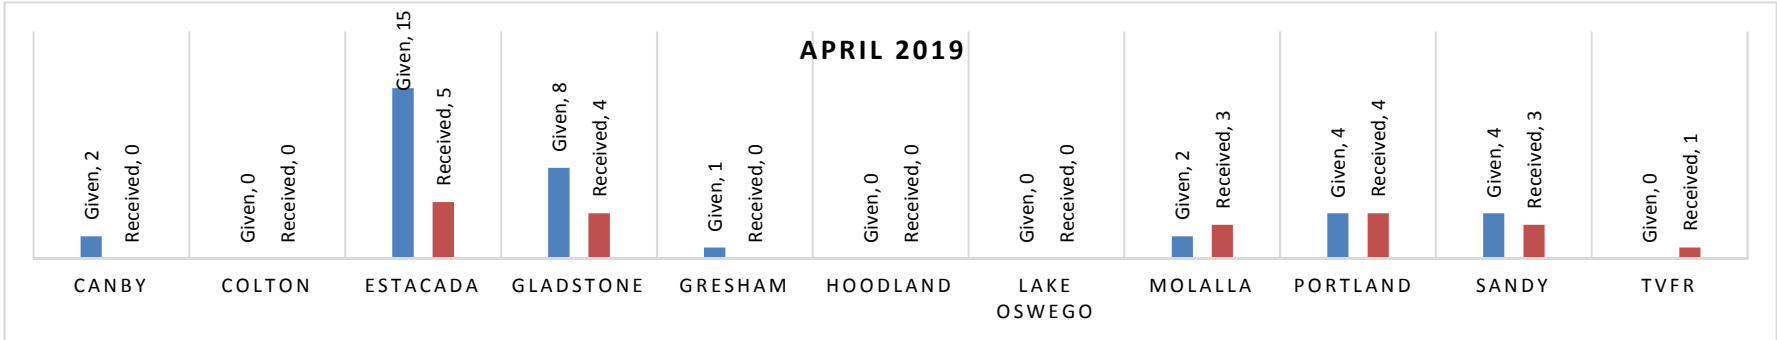 APRIL 2019
Given, 2
Received, 0
Given, 0
Received, 0
Given, 15
Received, 5
Given, 8
Received, 4
Given, 1
Received, 0
Given, 0
Received, 0
Given, 0
Received, 0
Given, 2
Received, 3
Given, 4
Received, 4
Given, 4
Received, 3
Given, 0
Received, 1
CANBY
COLTON
ESTACADA
GLADSTONE
GRESHAM
HOODLAND
LAKE
OSWEGO
MOLALLA
PORTLAND
SANDY
TVFR